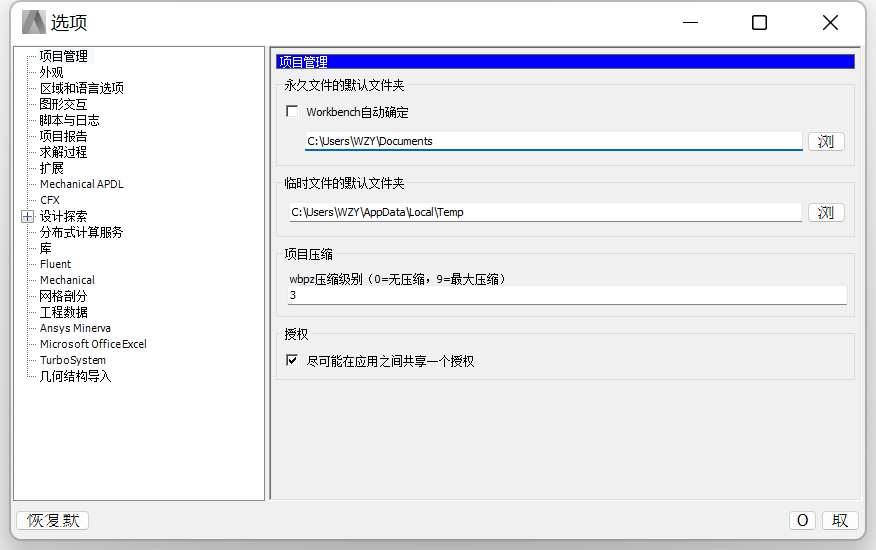 选项
项目管理
外观
区域和语言选项
图形交互
脚本与日志
项目报告
求解过程
扩展
Mechanical APDL
CFX
设计探索
分布式计算服务
库
Fluent
Mechanical
网格剖分
工程数据
Ansys Minerva
Microsoft Office Excel
TurboSystem
几何结构导入
项目管理
永久文件的默认文件夹
Workbench自动确定
C:\Users\WZY\Documents
浏
临时文件的默认文件夹
C:\Users\WZY\AppData\Local\Temp
浏
项目压缩
wbpz压缩级别（0=无压缩，9=最大压缩）
3
授权
尽可能在应用之间共享一个授权
恢复默
O
取